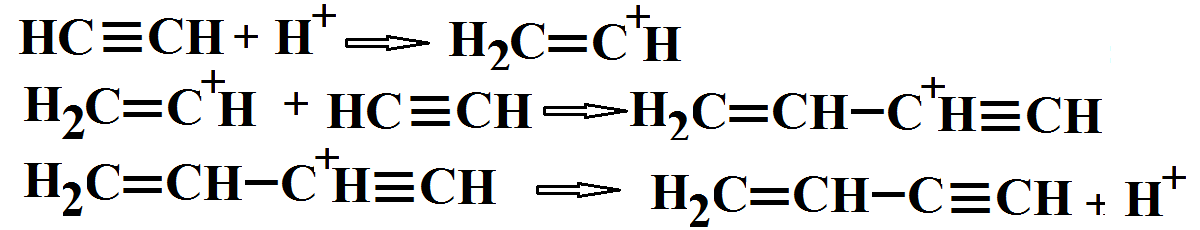 HC≡CH + H⁺ ⇒ H₂C=C⁺H
H₂C=C⁺H + HC≡CH ⇒ H₂C=CH–C⁺H≡CH
H₂C=CH–C⁺H≡CH ⇒ H₂C=CH–C≡CH + H⁺